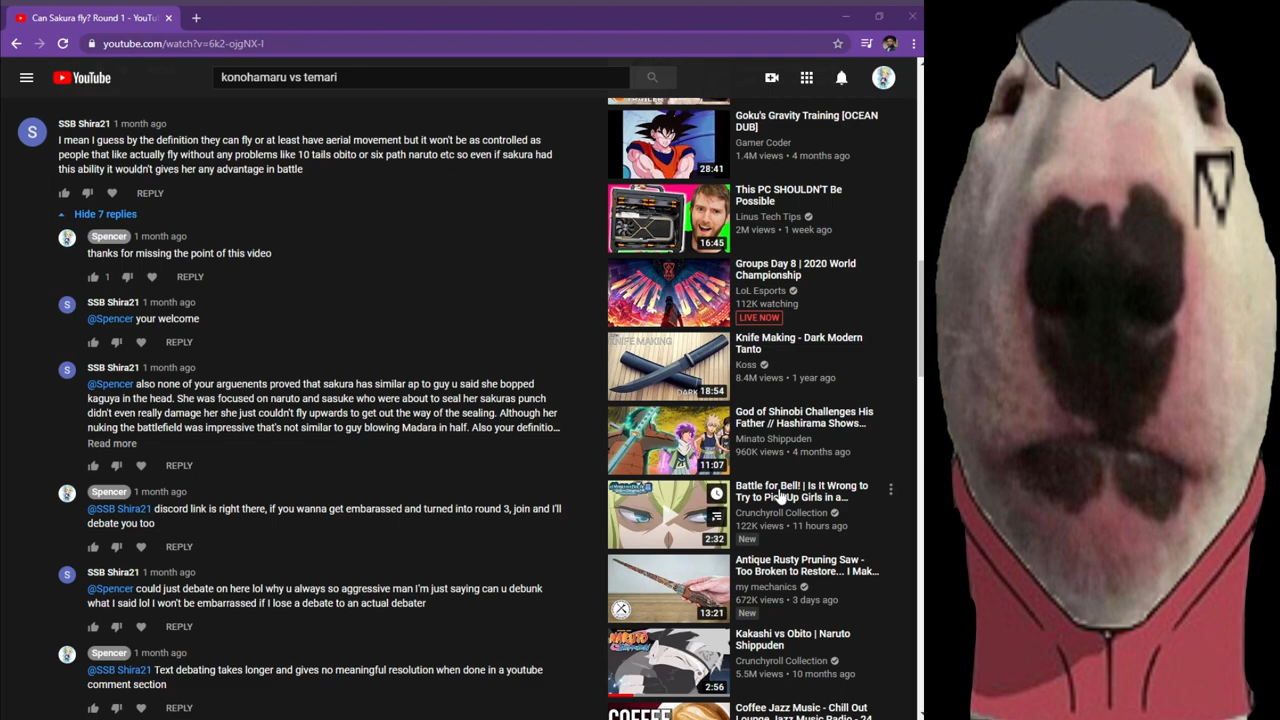 Can Sakura fly? Round 1 - YouTu
youtube.com/watch?v=6k2-ojgNX-I
YouTube
konohamaru vs temari
SSB Shira21 1 month ago
I mean I guess by the definition they can fly or at least have aerial movement but it won't be as controlled as
people that like actually fly without any problems like 10 tails obito or six path naruto etc so even if sakura had
this ability it wouldn't gives her any advantage in battle
REPLY
Hide 7 replies
Spencer 1 month ago
thanks for missing the point of this video
1 REPLY
SSB Shira21 1 month ago
@Spencer your welcome
REPLY
SSB Shira21 1 month ago
@Spencer also none of your arguenents proved that sakura has similar ap to guy u said she bopped
kaguya in the head. She was focused on naruto and sasuke who were about to seal her sakuras punch
didn't even really damage her she just couldn't fly upwards to get out the way of the sealing. Although her
nuking the battlefield was impressive that's not similar to guy blowing Madara in half. Also your definitio...
Read more
REPLY
Spencer 1 month ago
@SSB Shira21 discord link is right there, if you wanna get embarassed and turned into round 3, join and I'll
debate you too
REPLY
SSB Shira21 1 month ago
@Spencer could just debate on here lol why u always so aggressive man I'm just saying can u debunk
what I said lol I won't be embarrassed if I lose a debate to an actual debater
REPLY
Spencer 1 month ago
@SSB Shira21 Text debating takes longer and gives no meaningful resolution when done in a youtube
comment section
REPLY
S
S
S
S
Goku's Gravity Training [OCEAN
DUB]
Gamer Coder
1.4M views • 4 months ago
28:41
This PC SHOULDN'T Be
Possible
Linus Tech Tips
2M views • 1 week ago
16:45
Groups Day 8 | 2020 World
Championship
LoL Esports
112K watching
LIVE NOW
KNIFE MAKING
DARK
18:54
Knife Making - Dark Modern
Tanto
Koss
8.4M views • 1 year ago
God of Shinobi Challenges His
Father // Hashirama Shows...
Minato Shippuden
960K views • 4 months ago
11:07
Battle for Bell! | Is It Wrong to
Try to Pick Up Girls in a...
Crunchyroll Collection
122K views • 11 hours ago
New
2:32
Antique Rusty Pruning Saw -
Too Broken to Restore... I Mak...
my mechanics
672K views • 3 days ago
New
13:21
NARUTO
Kakashi vs Obito | Naruto
Shippuden
Crunchyroll Collection
5.5M views • 10 months ago
2:56
COFFEE
Coffee Jazz Music - Chill Out
Lounge Jazz Music Radio - 24